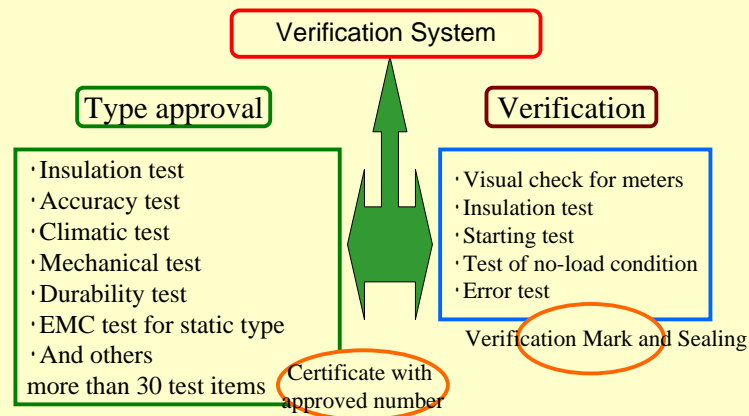 Verification System
Type approval
·Insulation test
·Accuracy test
·Climatic test
·Mechanical test
·Durability test
·EMC test for static type
·And others
more than 30 test items
Certificate with
approved number
Verification
·Visual check for meters
·Insulation test
·Starting test
·Test of no-load condition
·Error test
Verification Mark and Sealing